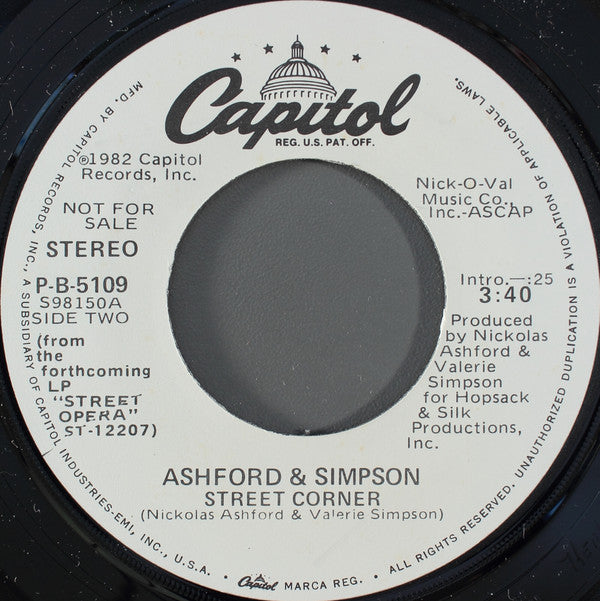 Capitol
REG. U.S. PAT. OFF.
℗1982 Capitol
Records, Inc.
NOT FOR
SALE
STEREO
P-B-5109
S98150A
SIDE TWO
(from
the
forthcoming
LP
"STREET
OPERA"
ST-12207)
Nick-O-Val
Music Co.,
Inc.-ASCAP
Intro.—:25
3:40
Produced
by Nickolas
Ashford &
Valerie
Simpson
for Hopsack
& Silk
Productions,
Inc.
ASHFORD & SIMPSON
STREET CORNER
(Nickolas Ashford & Valerie Simpson)
MFD. BY CAPITOL RECORDS, INC., A SUBSIDIARY OF CAPITOL INDUSTRIES-EMI, INC., U.S.A. • Capitol MARCA REG. • ALL RIGHTS RESERVED. UNAUTHORIZED DUPLICATION IS A VIOLATION OF APPLICABLE LAWS.